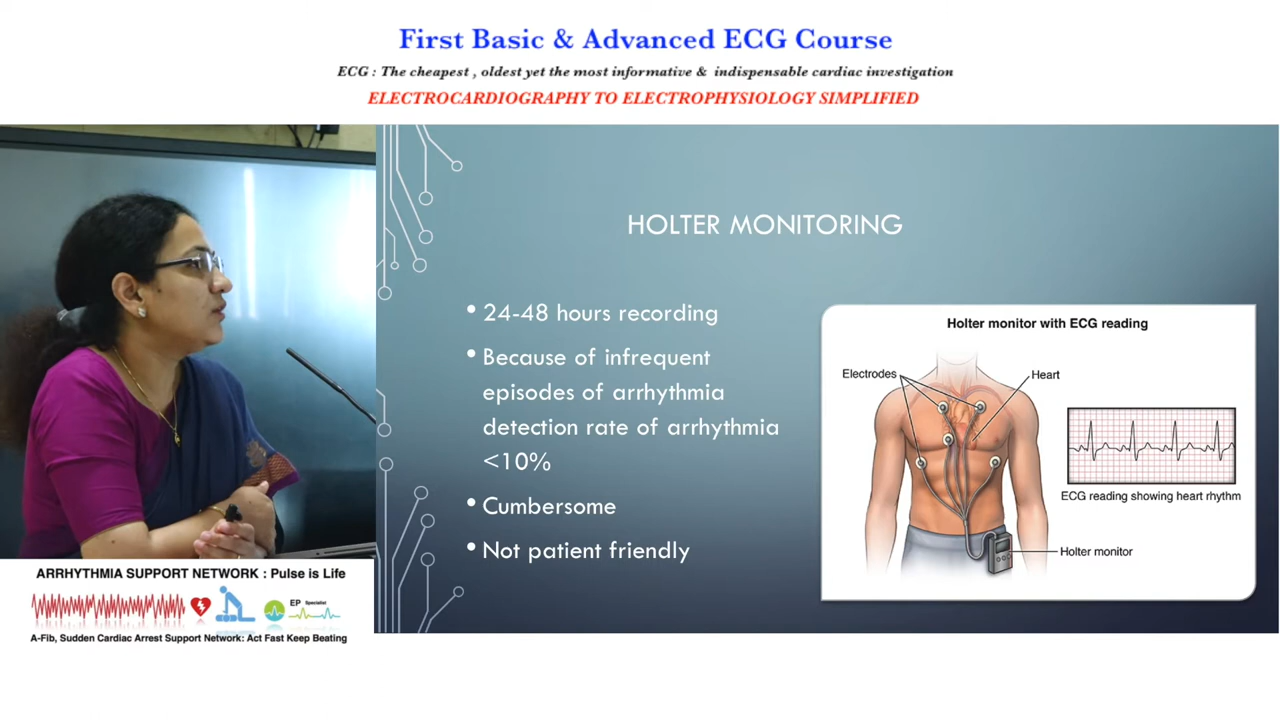 First Basic & Advanced ECG Course
ECG : The cheapest , oldest yet the most informative & indispensable cardiac investigation
ELECTROCARDIOGRAPHY TO ELECTROPHYSIOLOGY SIMPLIFIED
HOLTER MONITORING
• 24-48 hours recording
• Because of infrequent
episodes of arrhythmia
detection rate of arrhythmia
<10%
• Cumbersome
• Not patient friendly
Holter monitor with ECG reading
Electrodes
Heart
ECG reading showing heart rhythm
Holter monitor
ARRHYTHMIA SUPPORT NETWORK : Pulse is Life
EP Specialist
A-Fib, Sudden Cardiac Arrest Support Network: Act Fast Keep Beating